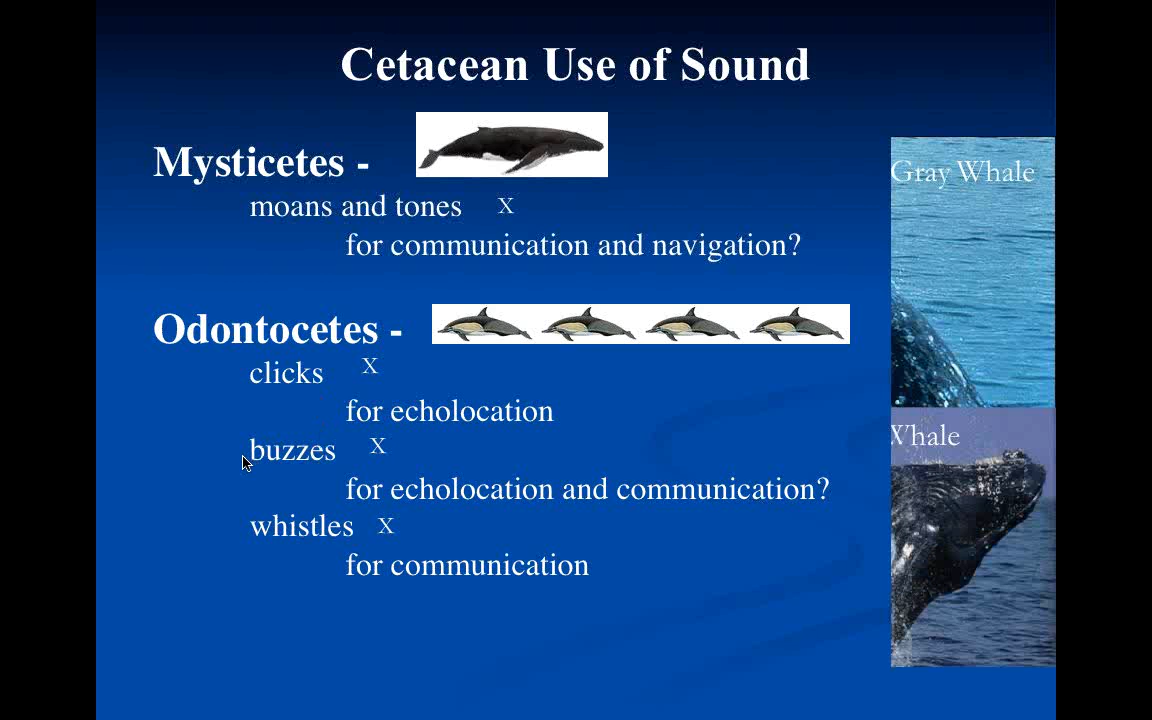 Cetacean Use of Sound
Mysticetes -
moans and tones X
for communication and navigation?
Odontocetes -
clicks X
for echolocation
buzzes X
for echolocation and communication?
whistles X
for communication
Gray Whale
Whale